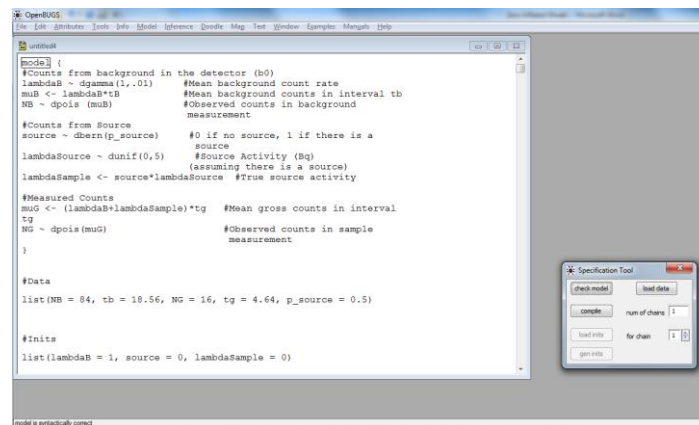 OpenBUGS
File Edit Attributes Tools Info Model Inference Doodle Map Text Window Examples Manuals Help
untitled4
model {
#Counts from background in the detector (b0)
lambdaB ~ dgamma(1,.01) #Mean background count rate
muB <- lambdaB*tB #Mean background counts in interval tb
NB ~ dpois (muB) #Observed counts in background
measurement
#Counts from Source
source ~ dbern(p_source) #0 if no source, 1 if there is a
source
lambdaSource ~ dunif(0,5) #Source Activity (Bq)
(assuming there is a source)
lambdaSample <- source*lambdaSource #True source activity
#Measured Counts
muG <- (lambdaB+lambdaSample)*tg #Mean gross counts in interval
tg
NG ~ dpois(muG) #Observed counts in sample
measurement
}
#Data
list(NB = 84, tb = 18.56, NG = 16, tg = 4.64, p_source = 0.5)
#Inits
list(lambdaB = 1, source = 0, lambdaSample = 0)
Specification Tool
check model load data
compile num of chains 1
load inits for chain 1
gen inits
model is syntactically correct